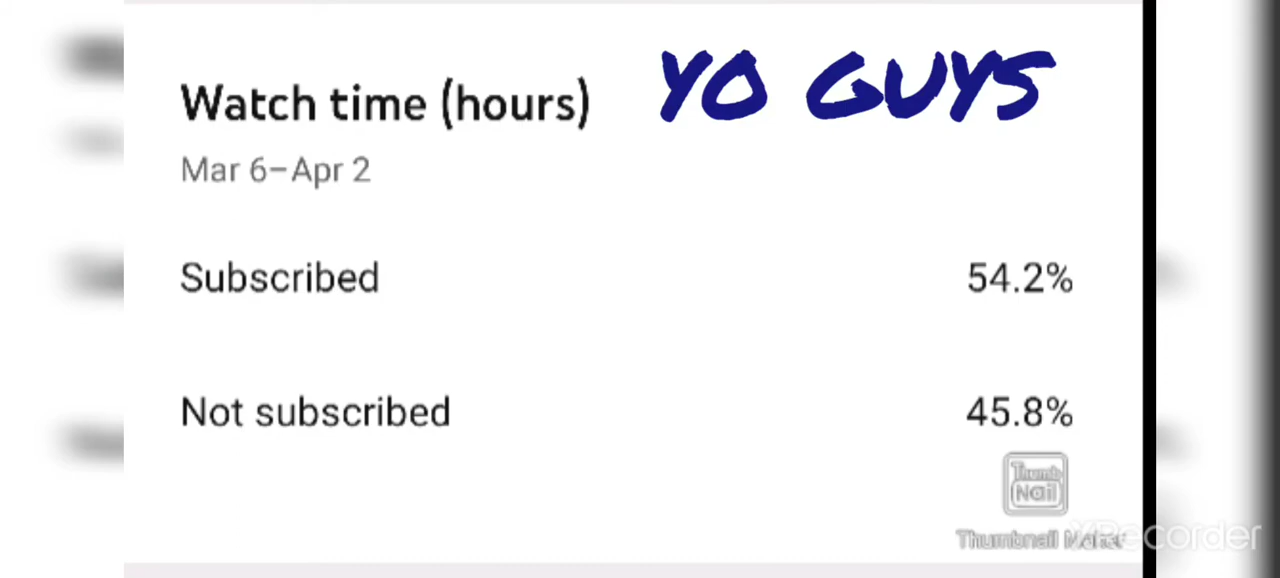 Watch time (hours)
YO GUYS
Mar 6–Apr 2
Subscribed 54.2%
Not subscribed 45.8%
Thumb
Nail
Thumbnail Maker
XRecorder